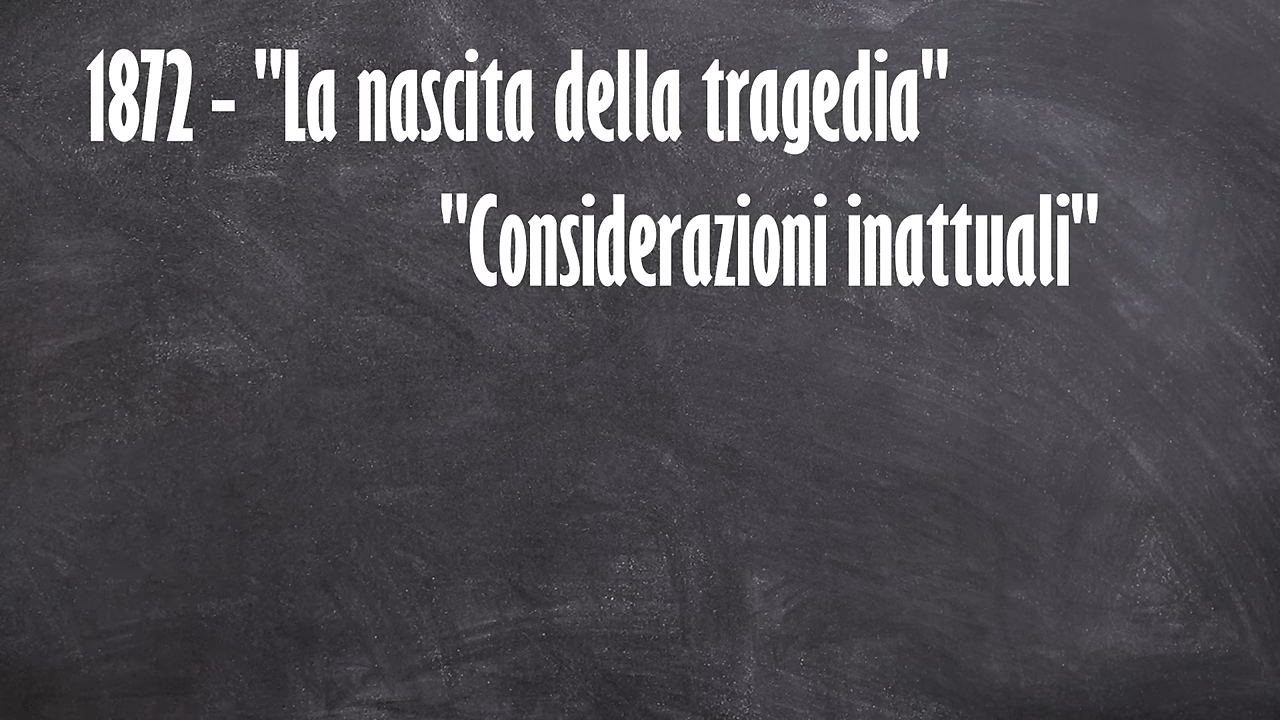 1872 - "La nascita della tragedia"
"Considerazioni inattuali"